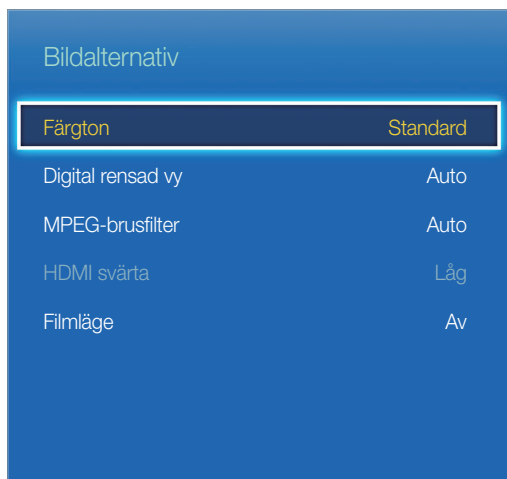 Bildalternativ
Färgton Standard
Digital rensad vy Auto
MPEG-brusfilter Auto
HDMI svärta Låg
Filmläge Av